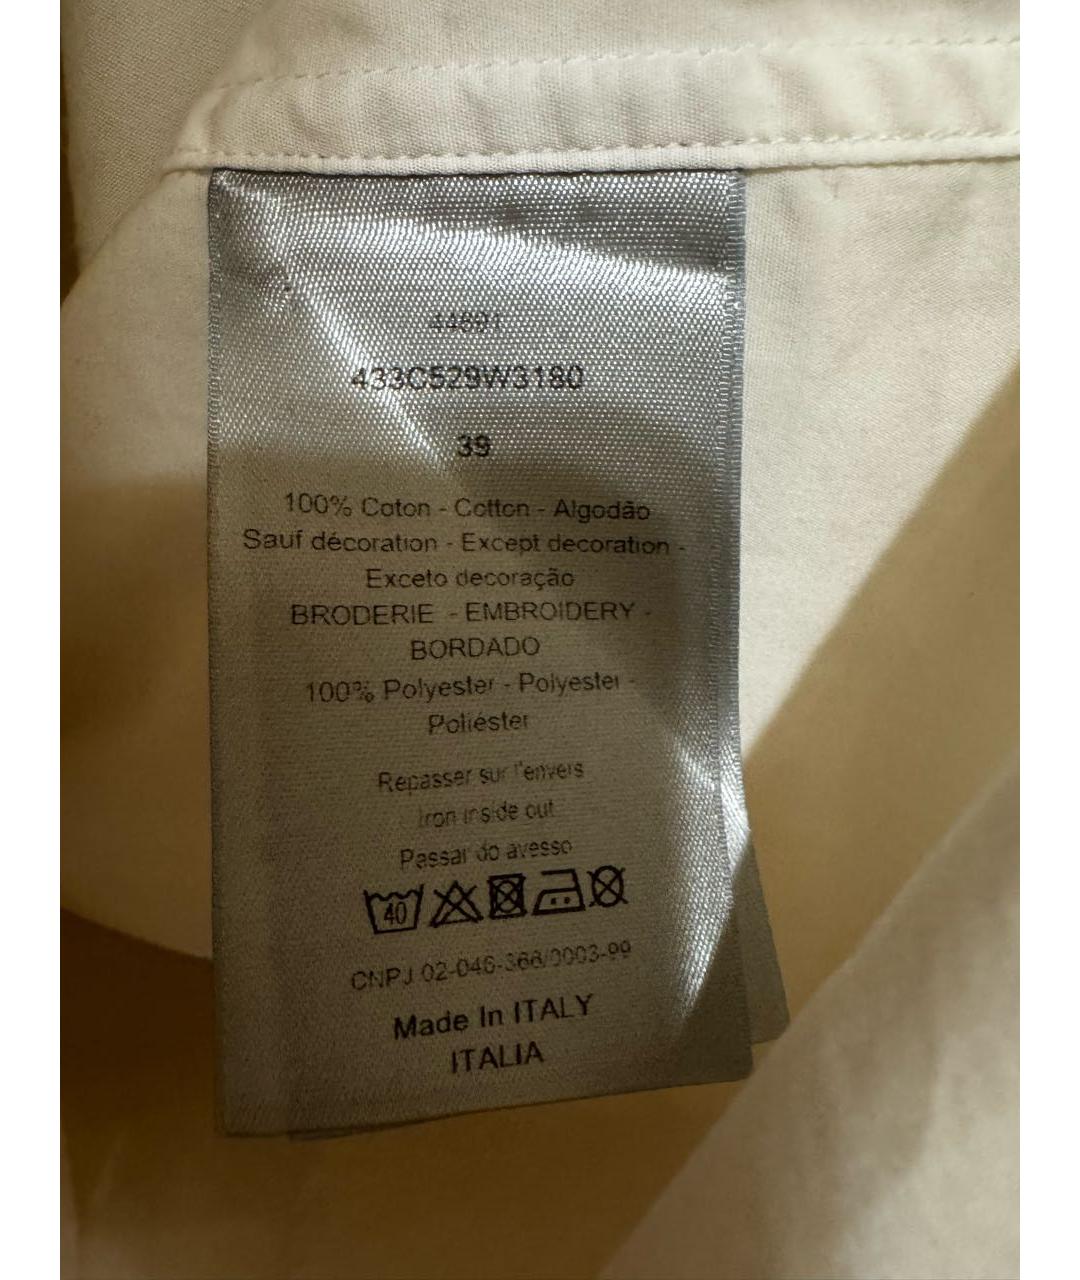 44691
433C529W3180
39
100% Coton - Cotton - Algodão
Sauf décoration - Except decoration -
Exceto decoração
BRODERIE - EMBROIDERY -
BORDADO
100% Polyester - Polyester -
Poliéster
Repasser sur l'envers
Iron inside out
Passar do avesso
40
CNPJ 02-046-366/0003-99
Made In ITALY
ITALIA